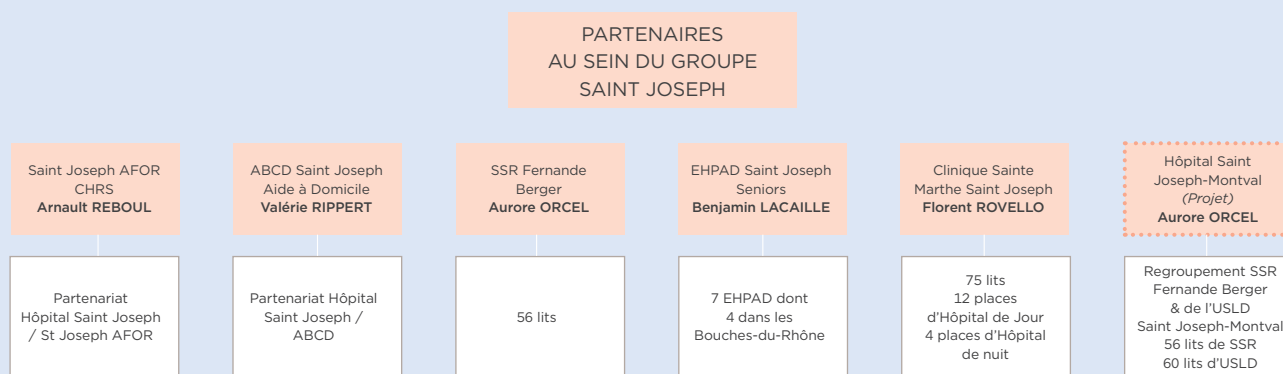 PARTENAIRES
AU SEIN DU GROUPE
SAINT JOSEPH
Saint Joseph AFOR
CHRS
Arnault REBOUL
ABCD Saint Joseph
Aide à Domicile
Valérie RIPPERT
SSR Fernande
Berger
Aurore ORCEL
EHPAD Saint Joseph
Seniors
Benjamin LACAILLE
Clinique Sainte
Marthe Saint Joseph
Florent ROVELLO
Hôpital Saint
Joseph-Montval
(Projet)
Aurore ORCEL
Partenariat
Hôpital Saint Joseph
/ St Joseph AFOR
Partenariat Hôpital
Saint Joseph /
ABCD
56 lits
7 EHPAD dont
4 dans les
Bouches-du-Rhône
75 lits
12 places
d'Hôpital de Jour
4 places d'Hôpital
de nuit
Regroupement SSR
Fernande Berger
& de l'USLD
Saint Joseph-Montval
56 lits de SSR
60 lits d'USLD